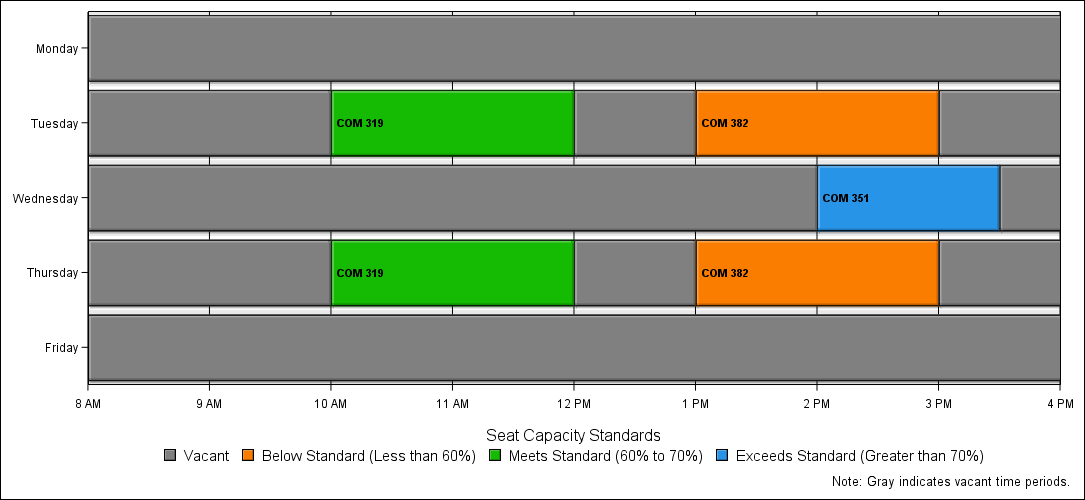 Monday
Tuesday
COM 319
COM 382
Wednesday
COM 351
Thursday
COM 319
COM 382
Friday
8 AM 9 AM 10 AM 11 AM 12 PM 1 PM 2 PM 3 PM 4 PM
Seat Capacity Standards
Vacant Below Standard (Less than 60%) Meets Standard (60% to 70%) Exceeds Standard (Greater than 70%)
Note: Gray indicates vacant time periods.